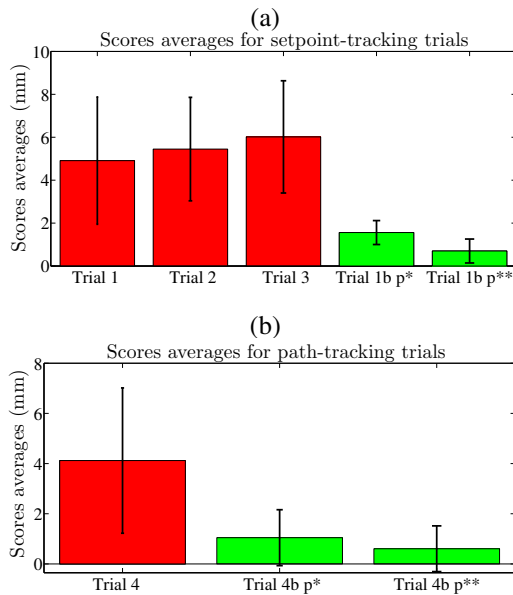 (a)
Scores averages for setpoint-tracking trials
Scores averages (mm)
10
8
6
4
2
0
Trial 1 Trial 2 Trial 3 Trial 1b p* Trial 1b p**
(b)
Scores averages for path-tracking trials
Scores averages (mm)
8
6
4
2
0
Trial 4 Trial 4b p* Trial 4b p**